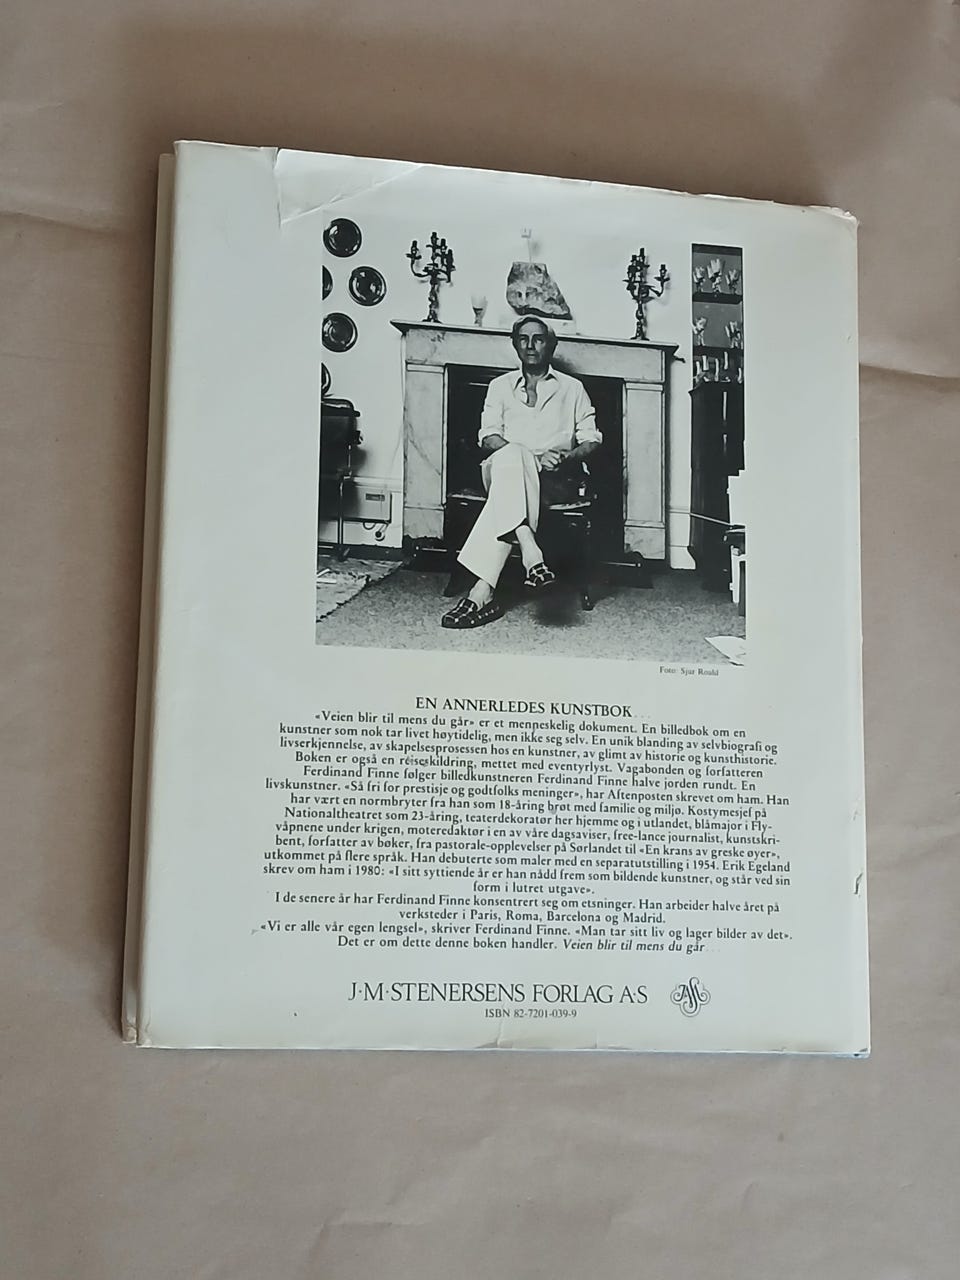 Foto: Sjur Roald
EN ANNERLEDES KUNSTBOK . . .
«Veien blir til mens du går» er et menneskelig dokument. En billedbok om en
kunstner som nok tar livet høytidelig, men ikke seg selv. En unik blanding av selvbiografi og
livserkjennelse, av skapelsesprosessen hos en kunstner, av glimt av historie og kunsthistorie.
Boken er også en reiseskildring, mettet med eventyrlyst. Vagabonden og forfatteren
Ferdinand Finne følger billedkunstneren Ferdinand Finne halve jorden rundt. En
livskunstner. «Så fri for prestisje og godtfolks meninger», har Aftenposten skrevet om ham. Han
har vært en normbryter fra han som 18-åring brøt med familie og miljø. Kostymesjef på
Nationaltheatret som 23-åring, teaterdekoratør her hjemme og i utlandet, blåmajor i Fly-
våpnene under krigen, moteredaktør i en av våre dagsaviser, free-lance journalist, kunstskri-
bent, forfatter av bøker, fra pastorale-opplevelser på Sørlandet til «En krans av greske øyer»,
utkommet på flere språk. Han debuterte som maler med en separatutstilling i 1954. Erik Egeland
skrev om ham i 1980: «I sitt syttiende år er han nådd frem som bildende kunstner, og står ved sin
form i lutret utgave».
I de senere år har Ferdinand Finne konsentrert seg om etsninger. Han arbeider halve året på
verksteder i Paris, Roma, Barcelona og Madrid.
«Vi er alle vår egen lengsel», skriver Ferdinand Finne. «Man tar sitt liv og lager bilder av det».
Det er om dette denne boken handler. Veien blir til mens du går . . .
J·M·STENERSENS FORLAG A·S
ISBN 82-7201-039-9